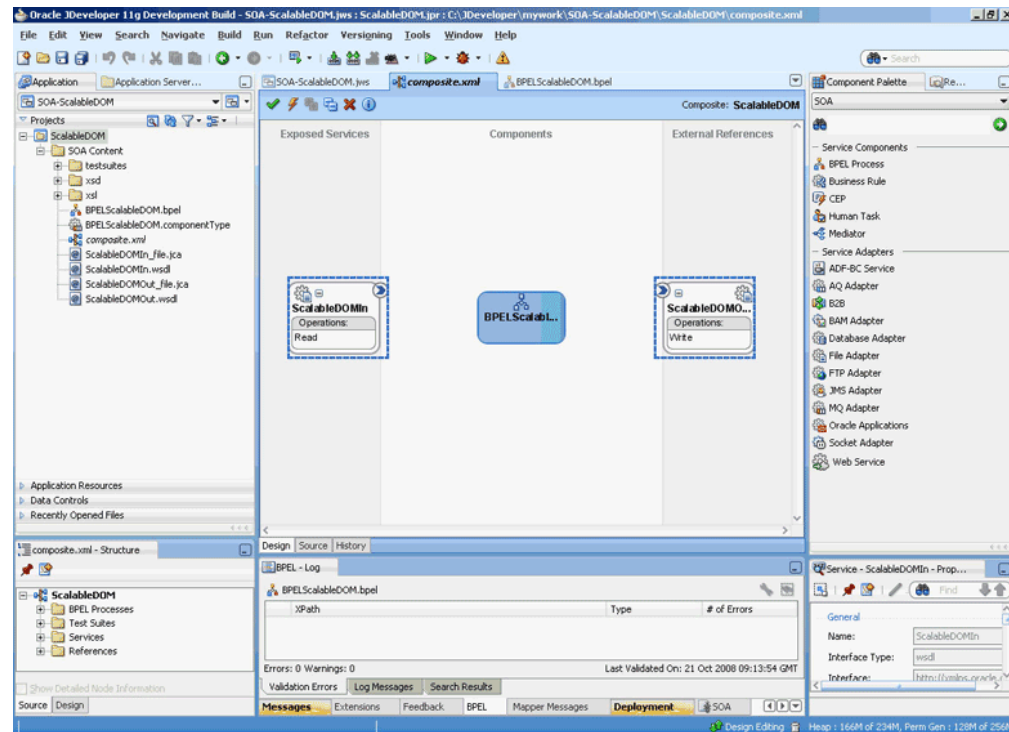 Oracle JDeveloper 11g Development Build - SOA-ScalableDOM.jws : ScalableDOM.jpr : C:\JDeveloper\mywork\SOA-ScalableDOM\ScalableDOM\composite.xml
File Edit View Search Navigate Build Run Refactor Versioning Tools Window Help
Search
Application
Application Server...
SOA-ScalableDOM.jws
composite.xml
BPELScalableDOM.bpel
Component Palette
Re...
SOA-ScalableDOM
Composite: ScalableDOM
SOA
Projects
ScalableDOM
SOA Content
testsuites
xsd
xsl
BPELScalableDOM.bpel
BPELScalableDOM.componentType
composite.xml
ScalableDOMIn_file.jca
ScalableDOMIn.wsdl
ScalableDOMOut_file.jca
ScalableDOMOut.wsdl
Application Resources
Data Controls
Recently Opened Files
Exposed Services
Components
External References
ScalableDOMIn
Operations:
Read
BPELScalabl...
ScalableDOMO...
Operations:
Write
Design Source History
Service Components
BPEL Process
Business Rule
CEP
Human Task
Mediator
Service Adapters
ADF-BC Service
AQ Adapter
B2B
BAM Adapter
Database Adapter
File Adapter
FTP Adapter
JMS Adapter
MQ Adapter
Oracle Applications
Socket Adapter
Web Service
composite.xml - Structure
ScalableDOM
BPEL Processes
Test Suites
Services
References
Show Detailed Node Information
Source Design
BPEL - Log
BPELScalableDOM.bpel
XPath Type # of Errors
Errors: 0 Warnings: 0
Last Validated On: 21 Oct 2008 09:13:54 GMT
Validation Errors Log Messages Search Results
Messages Extensions Feedback BPEL Mapper Messages Deployment SOA
Service - ScalableDOMIn - Prop...
Find
General
Name: ScalableDOMIn
Interface Type: wsdl
Interface: http://xmlns.oracle.
Design Editing
Heap : 166M of 234M, Perm Gen : 128M of 256M